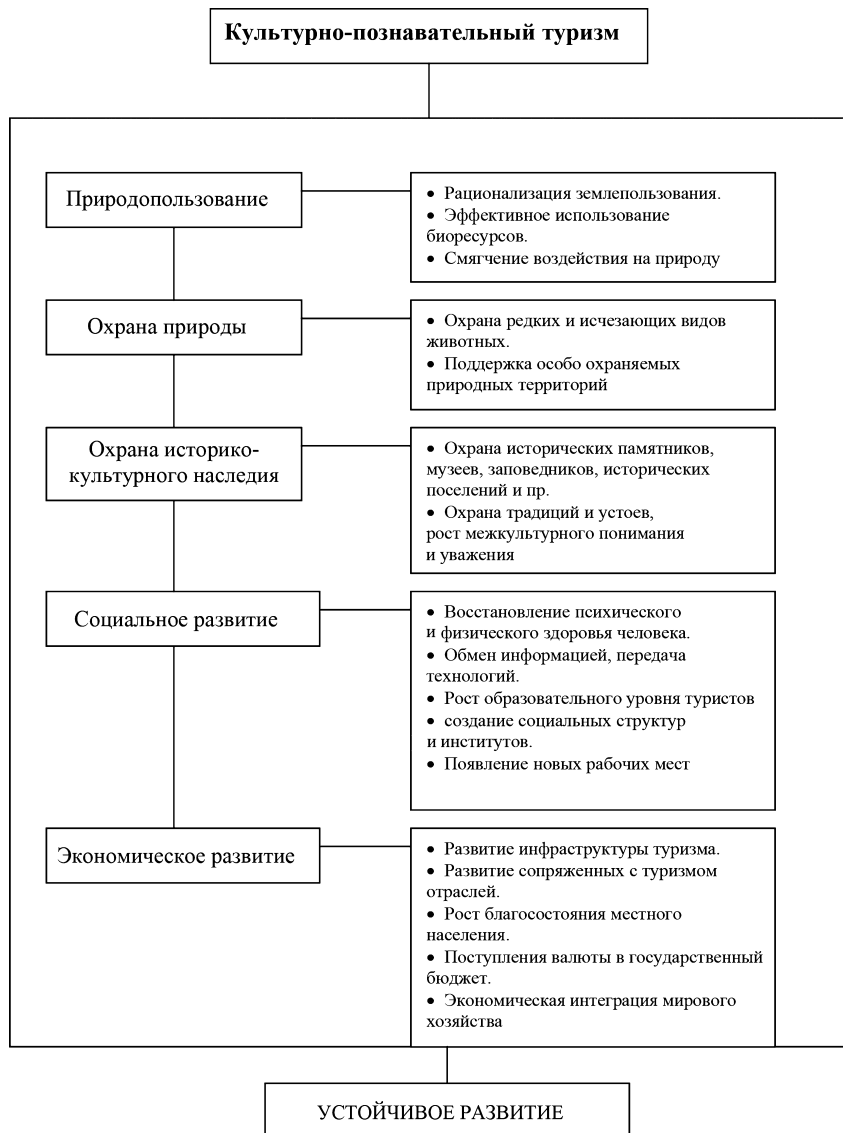 Культурно-познавательный туризм
Природопользование
• Рационализация землепользования.
• Эффективное использование
биоресурсов.
• Смягчение воздействия на природу
Охрана природы
• Охрана редких и исчезающих видов
животных.
• Поддержка особо охраняемых
природных территорий
Охрана историко-
культурного наследия
• Охрана исторических памятников,
музеев, заповедников, исторических
поселений и пр.
• Охрана традиций и устоев,
рост межкультурного понимания
и уважения
Социальное развитие
• Восстановление психического
и физического здоровья человека.
• Обмен информацией, передача
технологий.
• Рост образовательного уровня туристов
• создание социальных структур
и институтов.
• Появление новых рабочих мест
Экономическое развитие
• Развитие инфраструктуры туризма.
• Развитие сопряженных с туризмом
отраслей.
• Рост благосостояния местного
населения.
• Поступления валюты в государственный
бюджет.
• Экономическая интеграция мирового
хозяйства
УСТОЙЧИВОЕ РАЗВИТИЕ